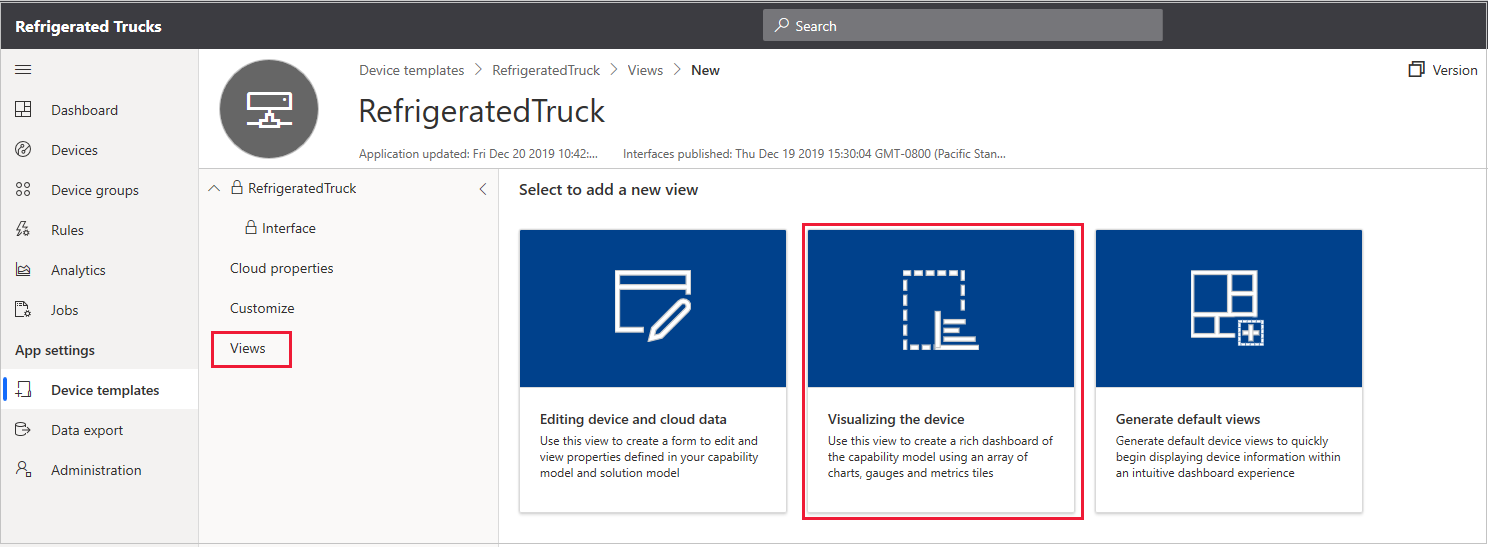 Refrigerated Trucks
Search
Dashboard
Devices
Device groups
Rules
Analytics
Jobs
App settings
Device templates
Data export
Administration
Device templates > RefrigeratedTruck > Views > New
Version
RefrigeratedTruck
Application updated: Fri Dec 20 2019 10:42:... Interfaces published: Thu Dec 19 2019 15:30:04 GMT-0800 (Pacific Stan...
RefrigeratedTruck
Interface
Cloud properties
Customize
Views
Select to add a new view
Editing device and cloud data
Use this view to create a form to edit and
view properties defined in your capability
model and solution model
Visualizing the device
Use this view to create a rich dashboard of
the capability model using an array of
charts, gauges and metrics tiles
Generate default views
Generate default device views to quickly
begin displaying device information within
an intuitive dashboard experience